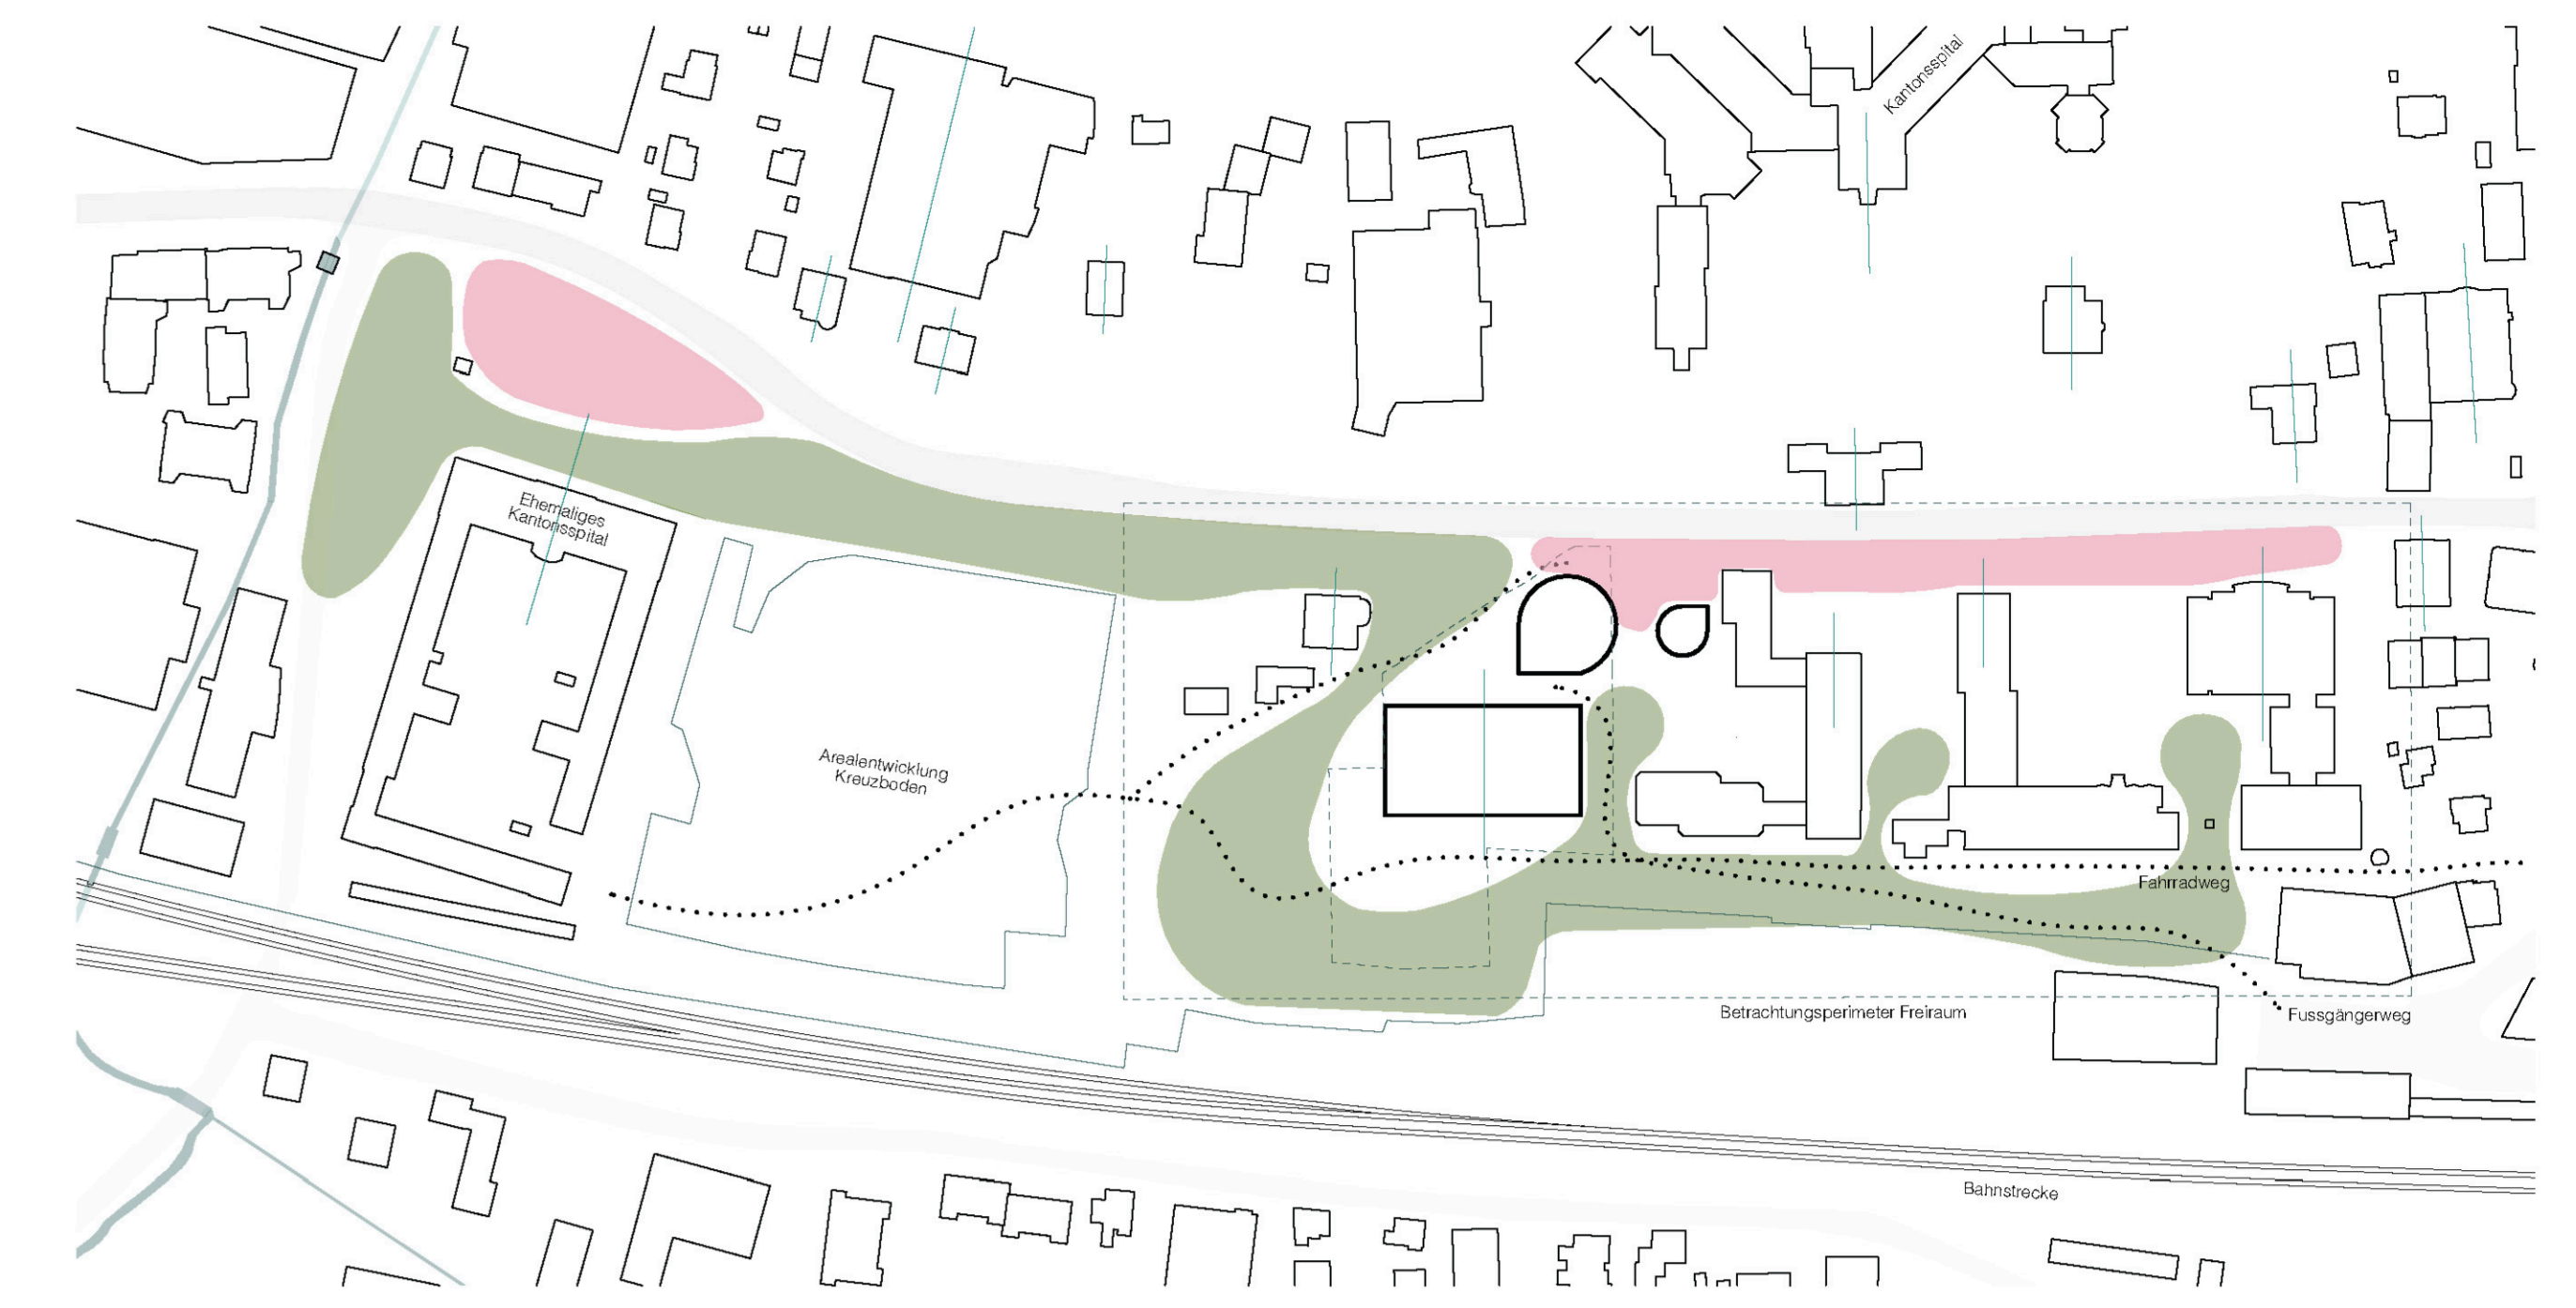 Kantonsspital
Ehemaliges
Kantonsspital
Arealentwicklung
Kreuzboden
Fahrradweg
Betrachtungsperimeter Freiraum
Fussgängerweg
Bahnstrecke